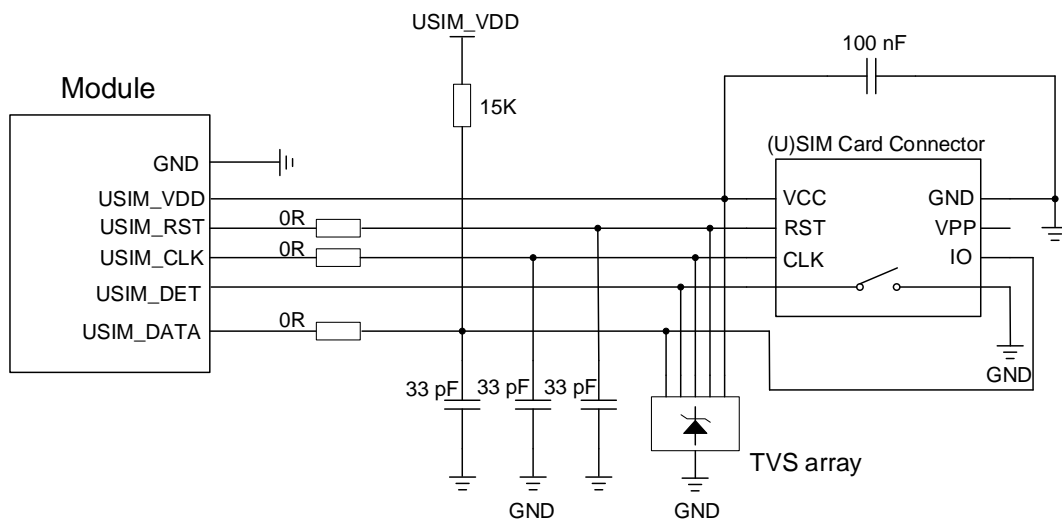 USIM_VDD
100 nF
15K
Module
(U)SIM Card Connector
GND
USIM_VDD
VCC
GND
USIM_RST
0R
RST
VPP
USIM_CLK
0R
CLK
IO
USIM_DET
USIM_DATA
0R
GND
33 pF
33 pF
33 pF
TVS array
GND
GND